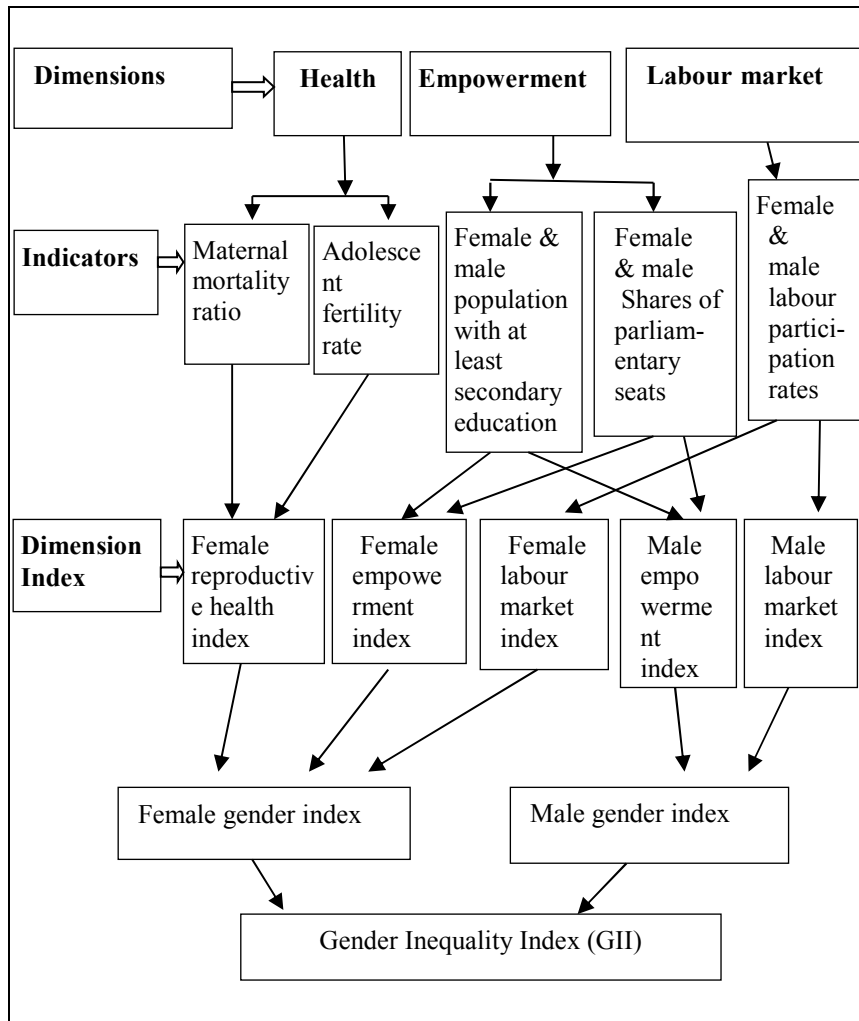 Dimensions
Health
Empowerment
Labour market
Indicators
Maternal
mortality
ratio
Adolesce
nt
fertility
rate
Female &
male
population
with at
least
secondary
education
Female
& male
Shares of
parliam-
entary
seats
Female
&
male
labour
partici-
pation
rates
Dimension
Index
Female
reproductiv
e health
index
Female
empowe
rment
index
Female
labour
market
index
Male
empo
werme
nt
index
Male
labour
market
index
Female gender index
Male gender index
Gender Inequality Index (GII)